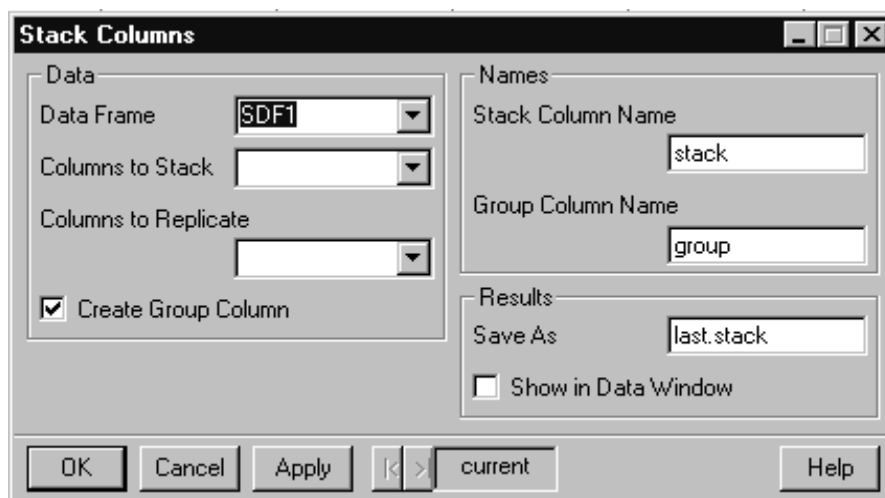 Stack Columns
Data
Data Frame SDF1
Columns to Stack
Columns to Replicate
Create Group Column
Names
Stack Column Name
stack
Group Column Name
group
Results
Save As last.stack
Show in Data Window
OK Cancel Apply |< >| current Help